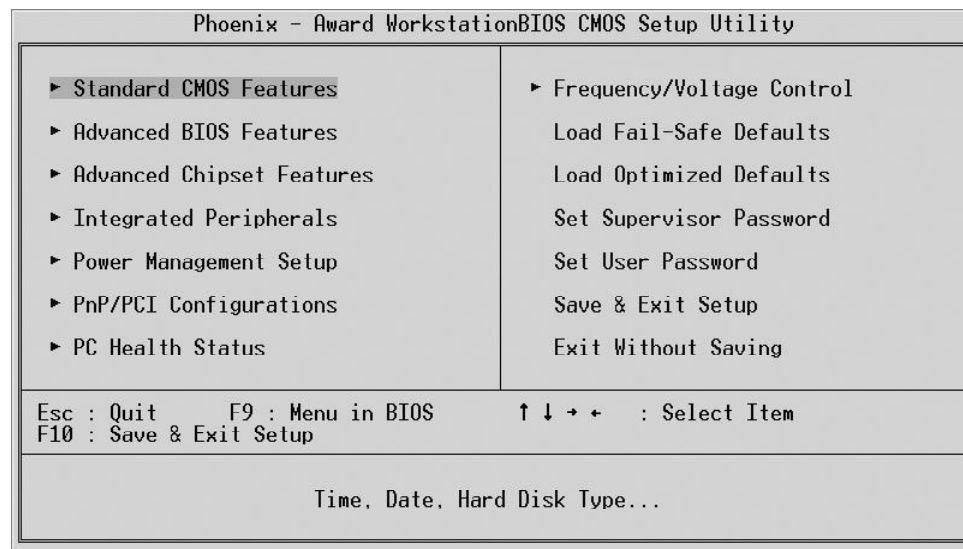 Phoenix - Award WorkstationBIOS CMOS Setup Utility
► Standard CMOS Features
► Advanced BIOS Features
► Advanced Chipset Features
► Integrated Peripherals
► Power Management Setup
► PnP/PCI Configurations
► PC Health Status
► Frequency/Voltage Control
Load Fail-Safe Defaults
Load Optimized Defaults
Set Supervisor Password
Set User Password
Save & Exit Setup
Exit Without Saving
Esc : Quit F9 : Menu in BIOS ↑ ↓ → ← : Select Item
F10 : Save & Exit Setup
Time, Date, Hard Disk Type...